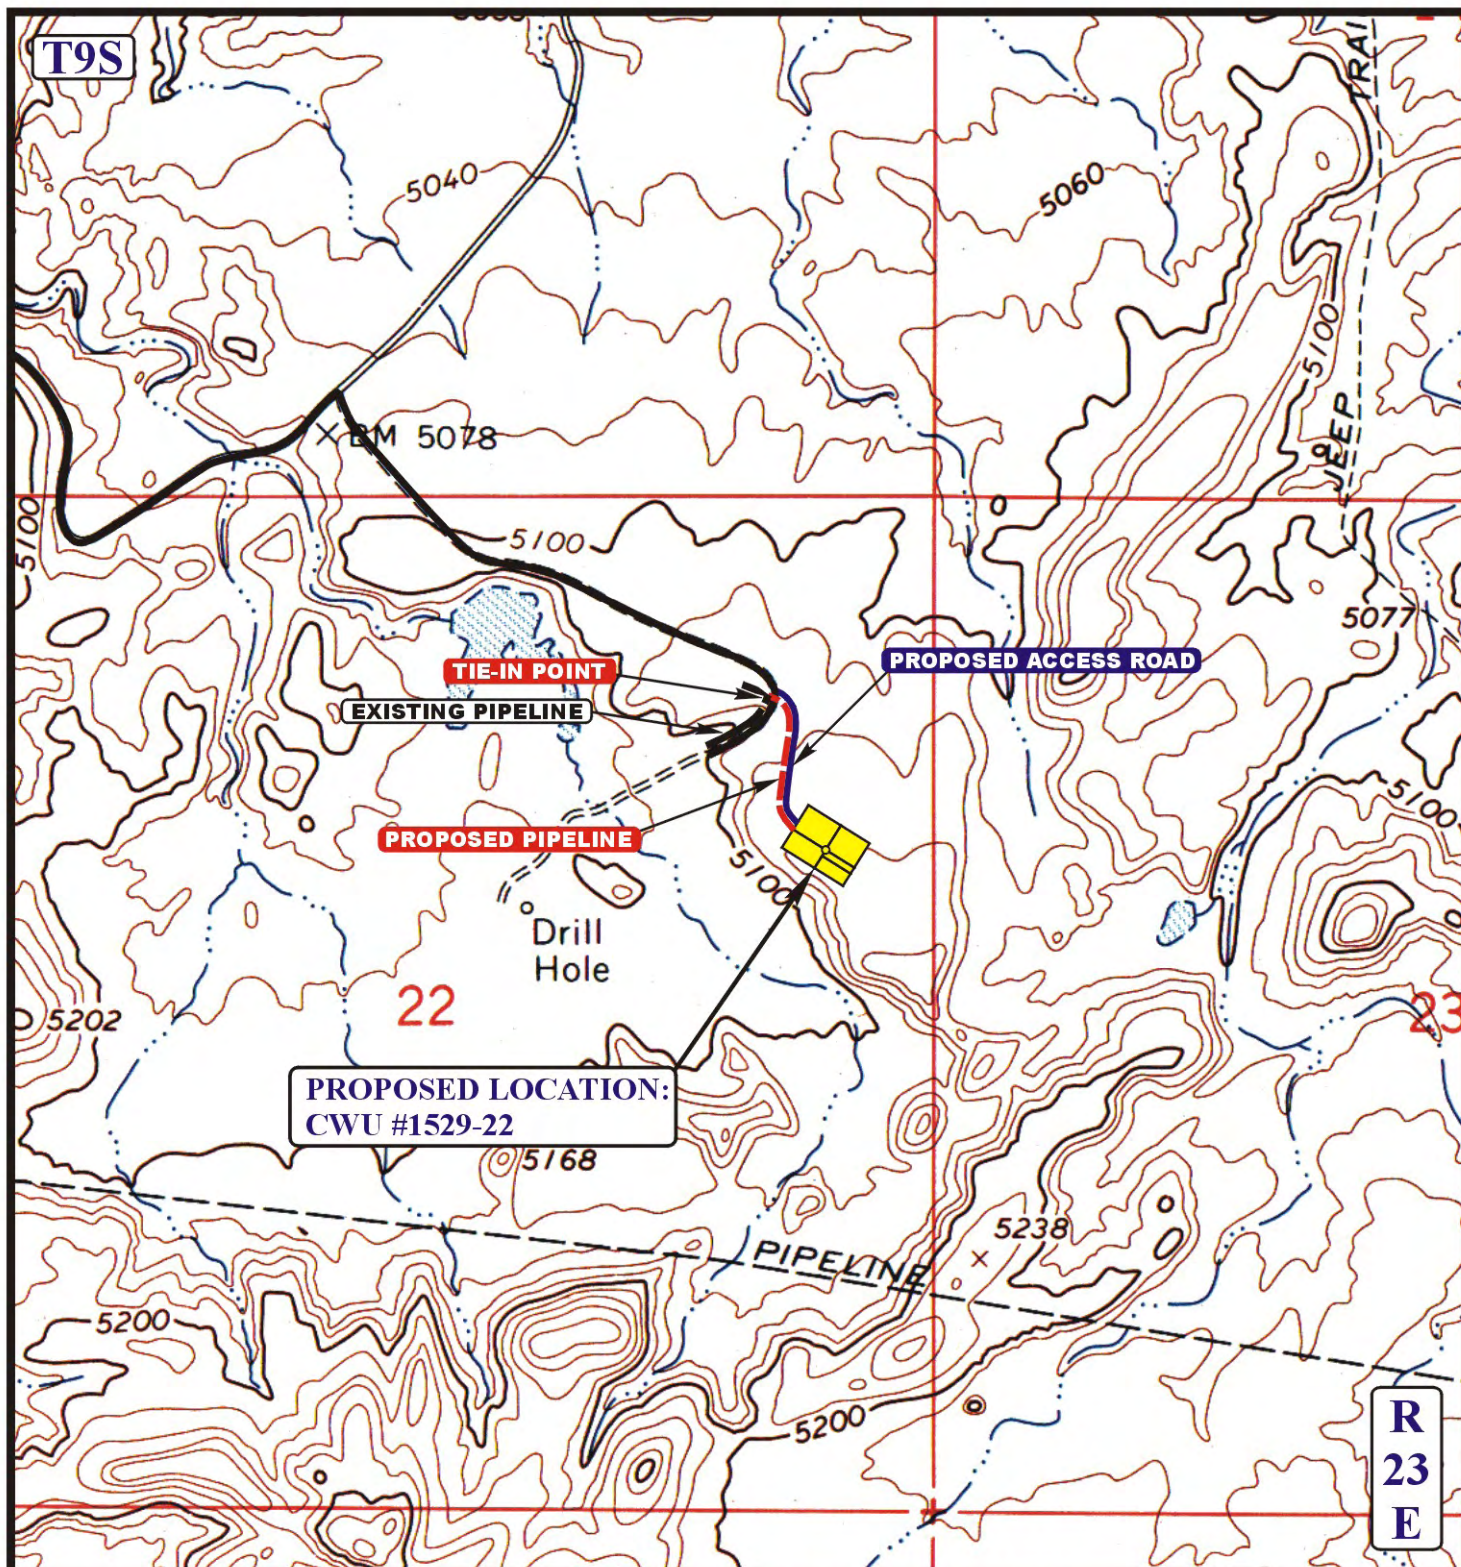 T9S
5040
5060
TRAIL
5100
JEEP
BM 5078
5100
5100
5077
TIE-IN POINT
PROPOSED ACCESS ROAD
EXISTING PIPELINE
5100
PROPOSED PIPELINE
5100
Drill
Hole
22
23
5202
PROPOSED LOCATION:
CWU #1529-22
5168
5238
PIPELINE
5200
5200
R
23
E